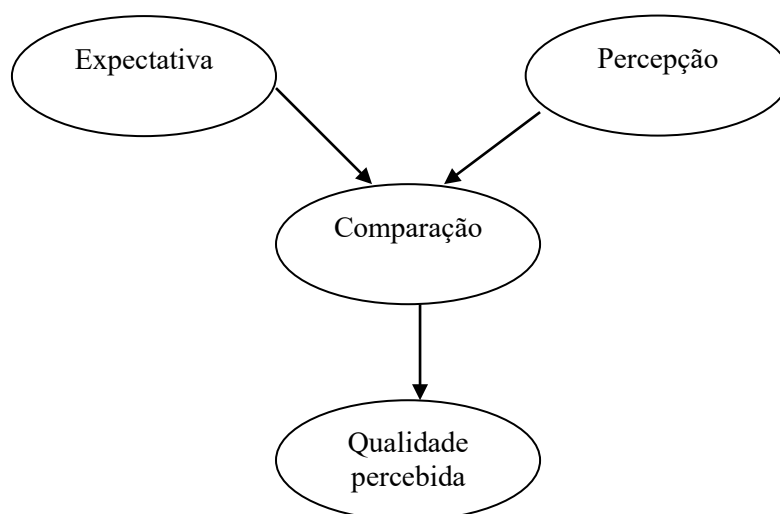 Expectativa
Percepção
Comparação
Qualidade
percebida